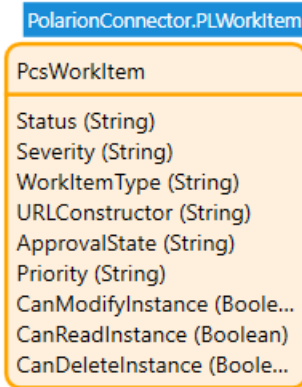 PolarionConnector.PLWorkItem
PcsWorkItem
Status (String)
Severity (String)
WorkItemType (String)
URLConstructor (String)
ApprovalState (String)
Priority (String)
CanModifyInstance (Boole...
CanReadInstance (Boolean)
CanDeleteInstance (Boole...